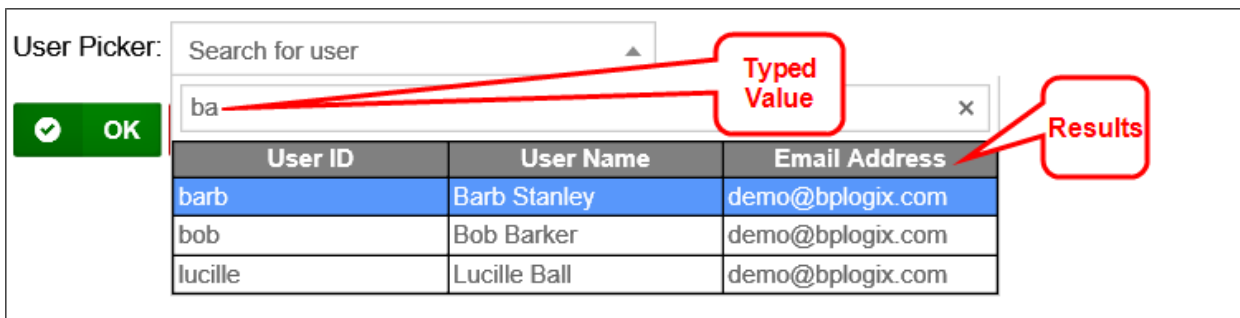 User Picker: Search for user
Typed
Value
ba ×
OK
Results
User ID User Name Email Address
barb Barb Stanley demo@bplogix.com
bob Bob Barker demo@bplogix.com
lucille Lucille Ball demo@bplogix.com